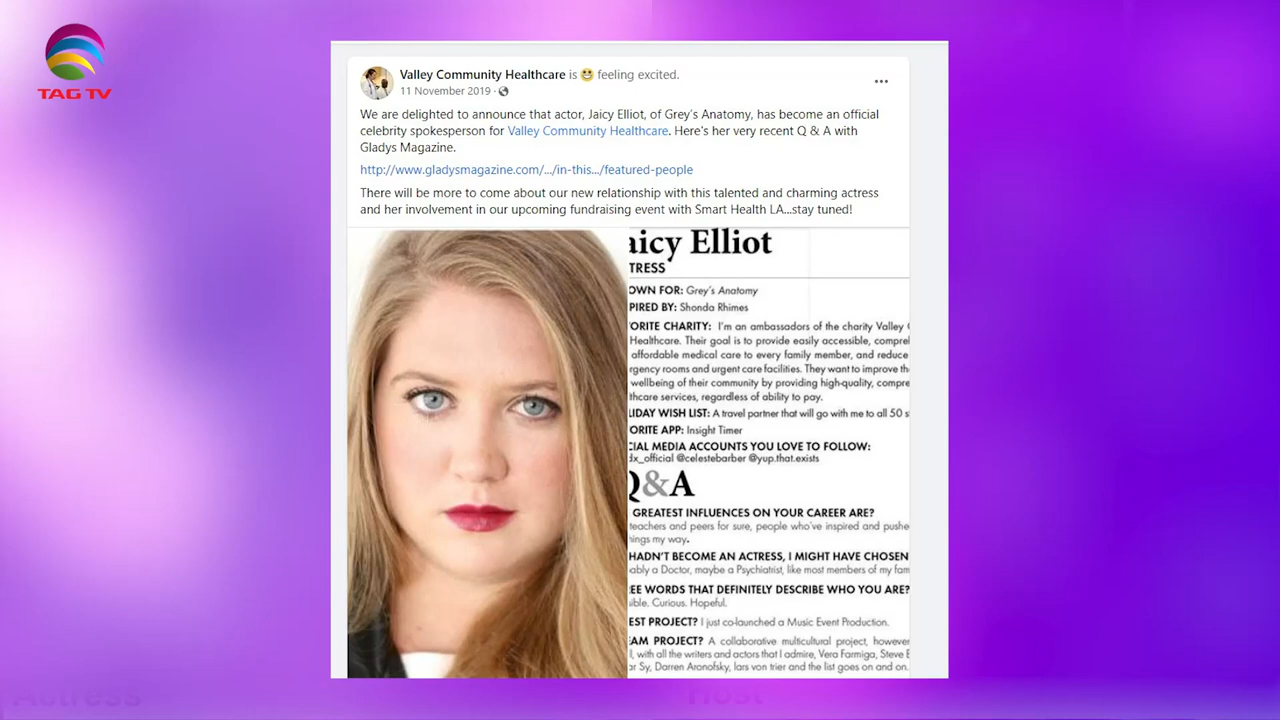 TAG TV
Valley Community Healthcare is feeling excited.
11 November 2019 ·
We are delighted to announce that actor, Jaicy Elliot, of Grey's Anatomy, has become an official
celebrity spokesperson for Valley Community Healthcare. Here's her very recent Q & A with
Gladys Magazine.
http://www.gladysmagazine.com/.../in-this.../featured-people
There will be more to come about our new relationship with this talented and charming actress
and her involvement in our upcoming fundraising event with Smart Health LA...stay tuned!
aicy Elliot
TRESS
OWN FOR: Grey's Anatomy
PIRED BY: Shonda Rhimes
ORITE CHARITY: I'm an ambassadors of the charity Valley
Healthcare. Their goal is to provide easily accessible, compre
affordable medical care to every family member, and reduce
rgency rooms and urgent care facilities. They want to improve th
wellbeing of their community by providing high-quality, compre
thcare services, regardless of ability to pay.
LIDAY WISH LIST: A travel partner that will go with me to all 50 s
ORITE APP: Insight Timer
IAL MEDIA ACCOUNTS YOU LOVE TO FOLLOW:
dx_official @celestebarber @yup.that.exists
Q&A
GREATEST INFLUENCES ON YOUR CAREER ARE?
teachers and peers for sure, people who've inspired and pushe
ings my way.
HADN'T BECOME AN ACTRESS, I MIGHT HAVE CHOSEN
ably a Doctor, maybe a Psychiatrist, like most members of my fam
EE WORDS THAT DEFINITELY DESCRIBE WHO YOU ARE?
ible. Curious. Hopeful.
EST PROJECT? I just co-launched a Music Event Production.
AM PROJECT? A collaborative multicultural project, however
l, with all the writers and actors that I admire, Vera Farmiga, Steve
ar Sy, Darren Aronofsky, lars von trier and the list goes on and on.
Actress
Host